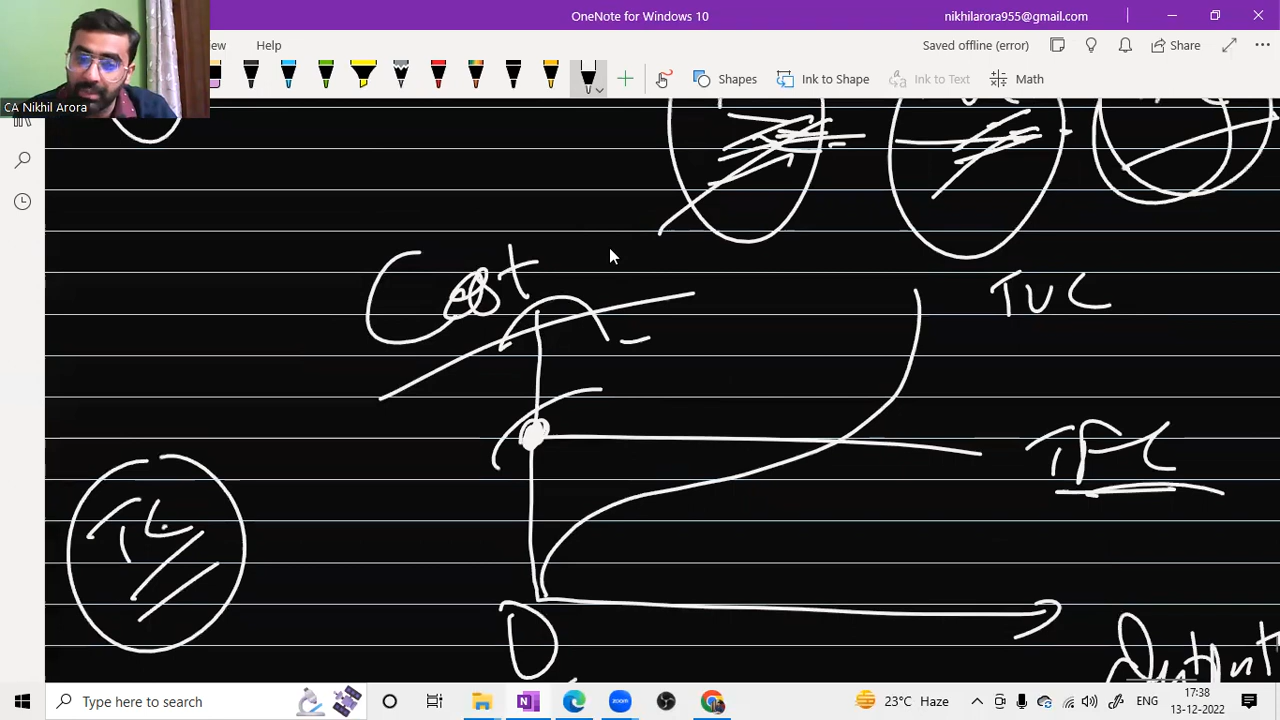 OneNote for Windows 10
nikhilarora955@gmail.com
Help
Saved offline (error)
Share
Shapes
Ink to Shape
Ink to Text
Math
CA Nikhil Arora
Cost
TVC
TFC
TC
O
Output
Type here to search
23°C Haze
ENG
17:38
13-12-2022